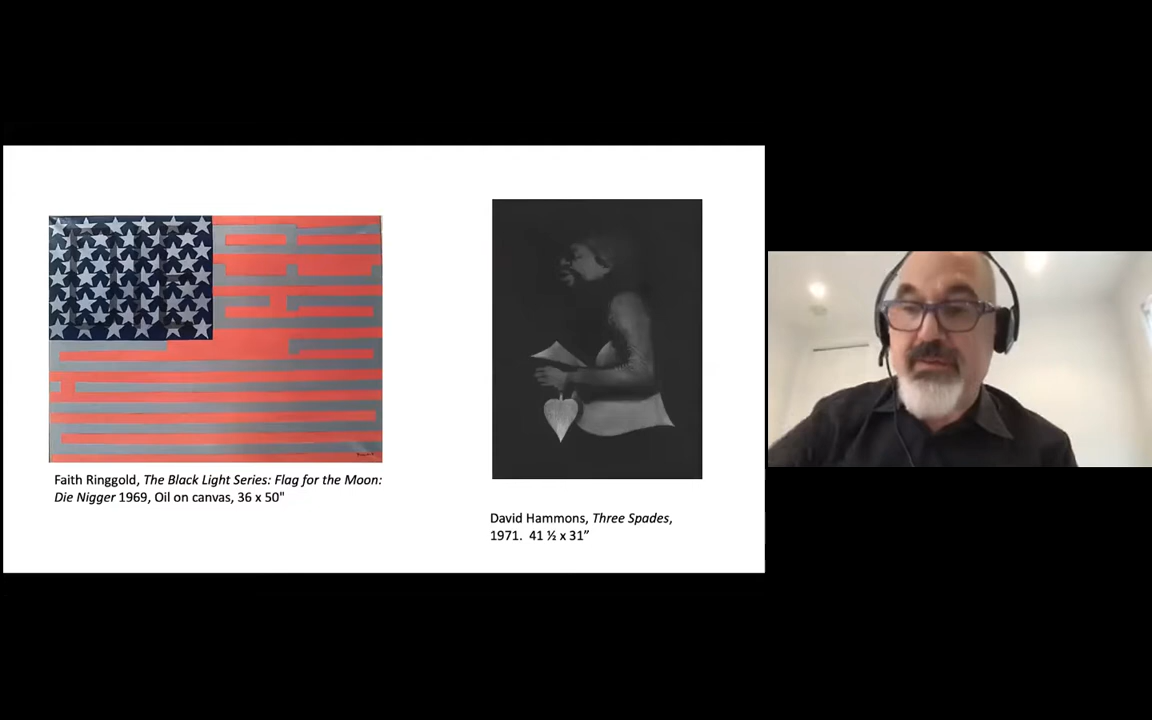 DIE
Faith Ringgold, The Black Light Series: Flag for the Moon:
Die Nigger 1969, Oil on canvas, 36 x 50"
David Hammons, Three Spades,
1971.  41 ½ x 31”